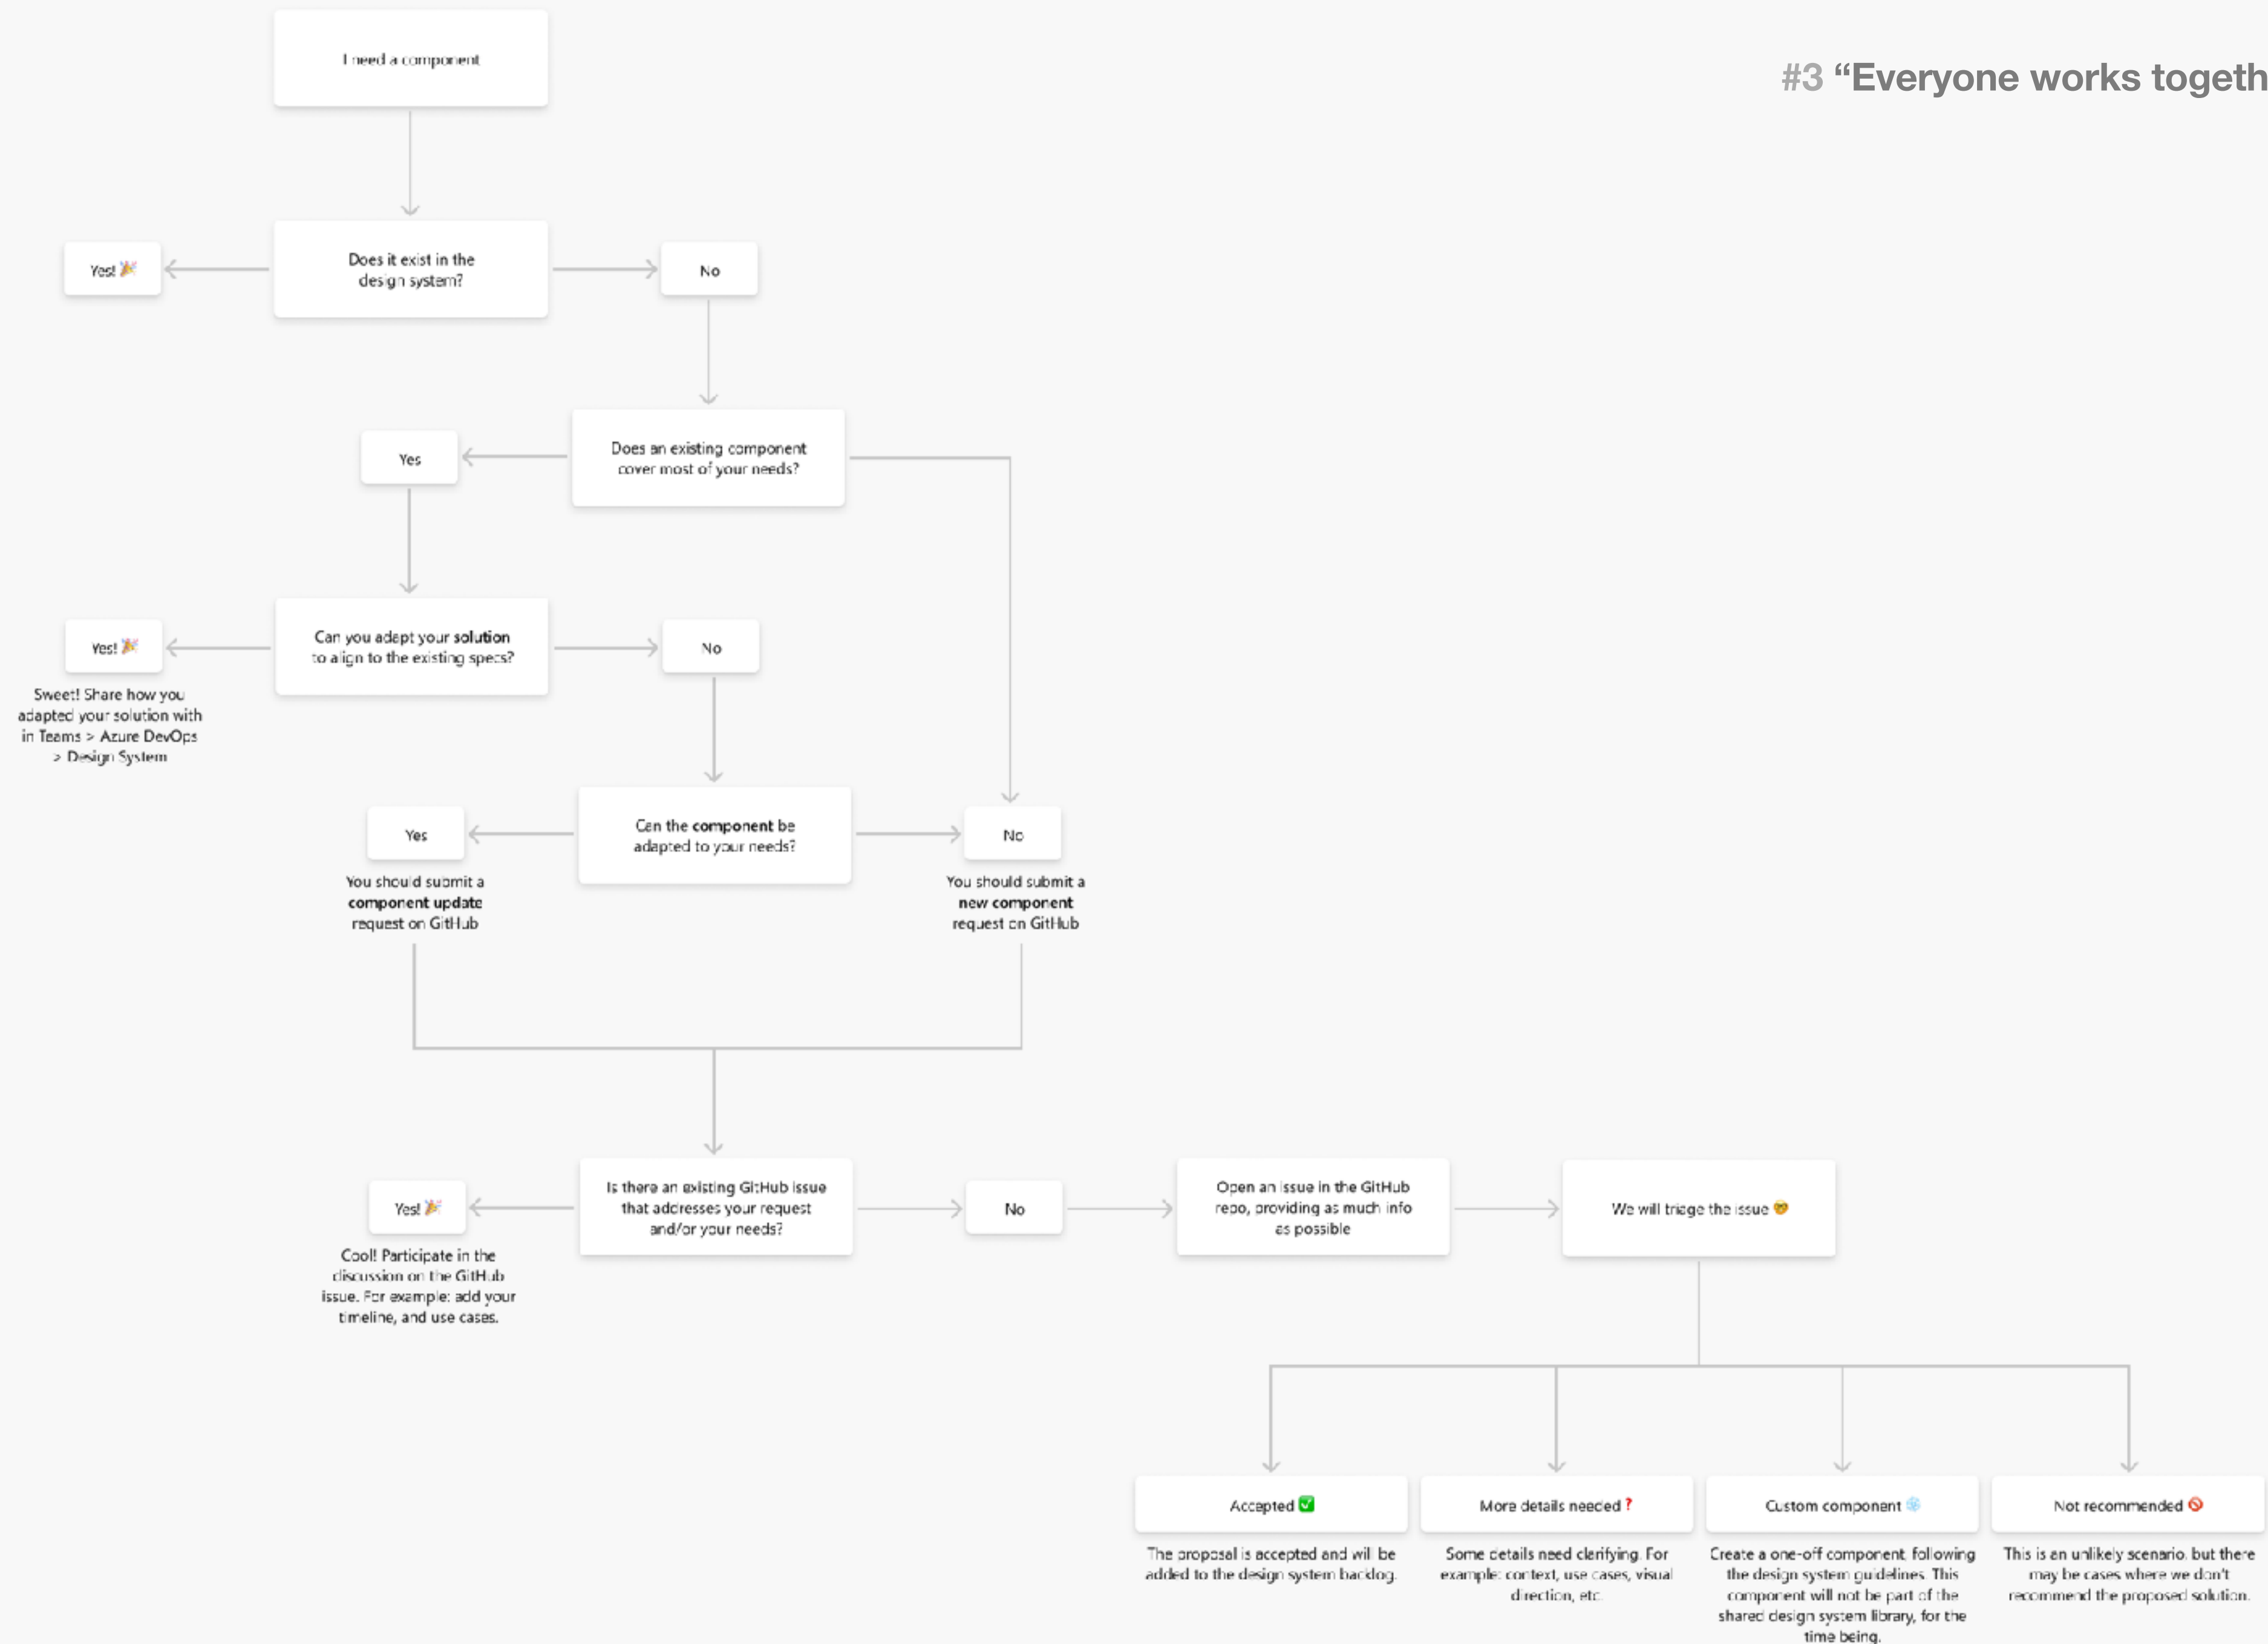 I need a component
#3 “Everyone works togeth
Does it exist in the
design system?
Yes! 🎉
No
Does an existing component
cover most of your needs?
Yes
Can you adapt your solution
to align to the existing specs?
Yes! 🎉
Sweet! Share how you
adapted your solution with
in Teams > Azure DevOps
> Design System
No
Can the component be
adapted to your needs?
Yes
You should submit a
component update
request on GitHub
No
You should submit a
new component
request on GitHub
Is there an existing GitHub issue
that addresses your request
and/or your needs?
Yes! 🎉
Cool! Participate in the
discussion on the GitHub
issue. For example: add your
timeline, and use cases.
No
Open an issue in the GitHub
repo, providing as much info
as possible
We will triage the issue 🤓
Accepted ✅
The proposal is accepted and will be
added to the design system backlog.
More details needed ❓
Some details need clarifying. For
example: context, use cases, visual
direction, etc.
Custom component ❄️
Create a one-off component, following
the design system guidelines. This
component will not be part of the
shared design system library, for the
time being.
Not recommended 🚫
This is an unlikely scenario, but there
may be cases where we don't
recommend the proposed solution.